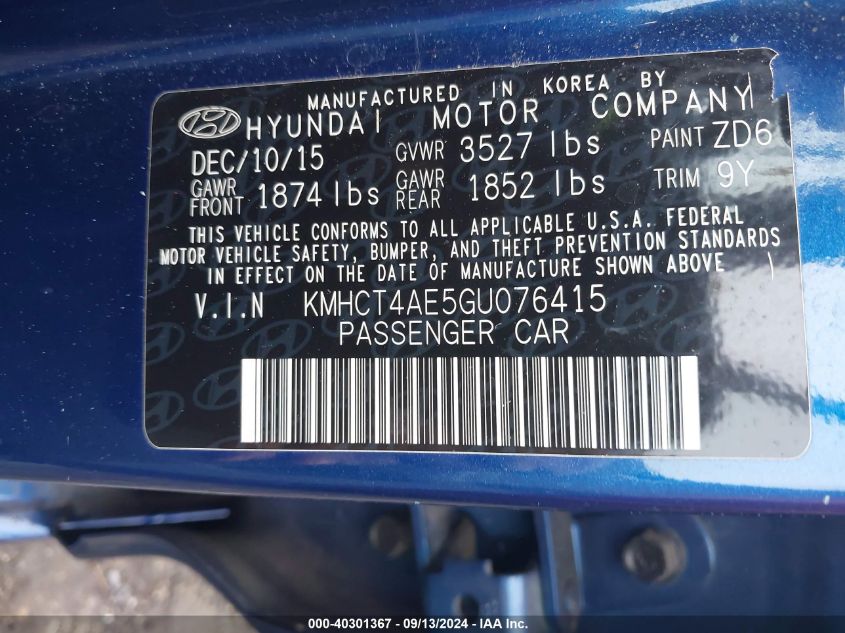 MANUFACTURED IN KOREA BY
HYUNDAI MOTOR COMPANY
DEC/10/15 GVWR 3527 lbs PAINT ZD6
GAWR FRONT 1874 lbs GAWR REAR 1852 lbs TRIM 9Y
THIS VEHICLE CONFORMS TO ALL APPLICABLE U.S.A. FEDERAL
MOTOR VEHICLE SAFETY, BUMPER, AND THEFT PREVENTION STANDARDS
IN EFFECT ON THE DATE OF MANUFACTURE SHOWN ABOVE
V.I.N KMHCT4AE5GU076415
PASSENGER CAR
000-40301367 - 09/13/2024 - IAA Inc.